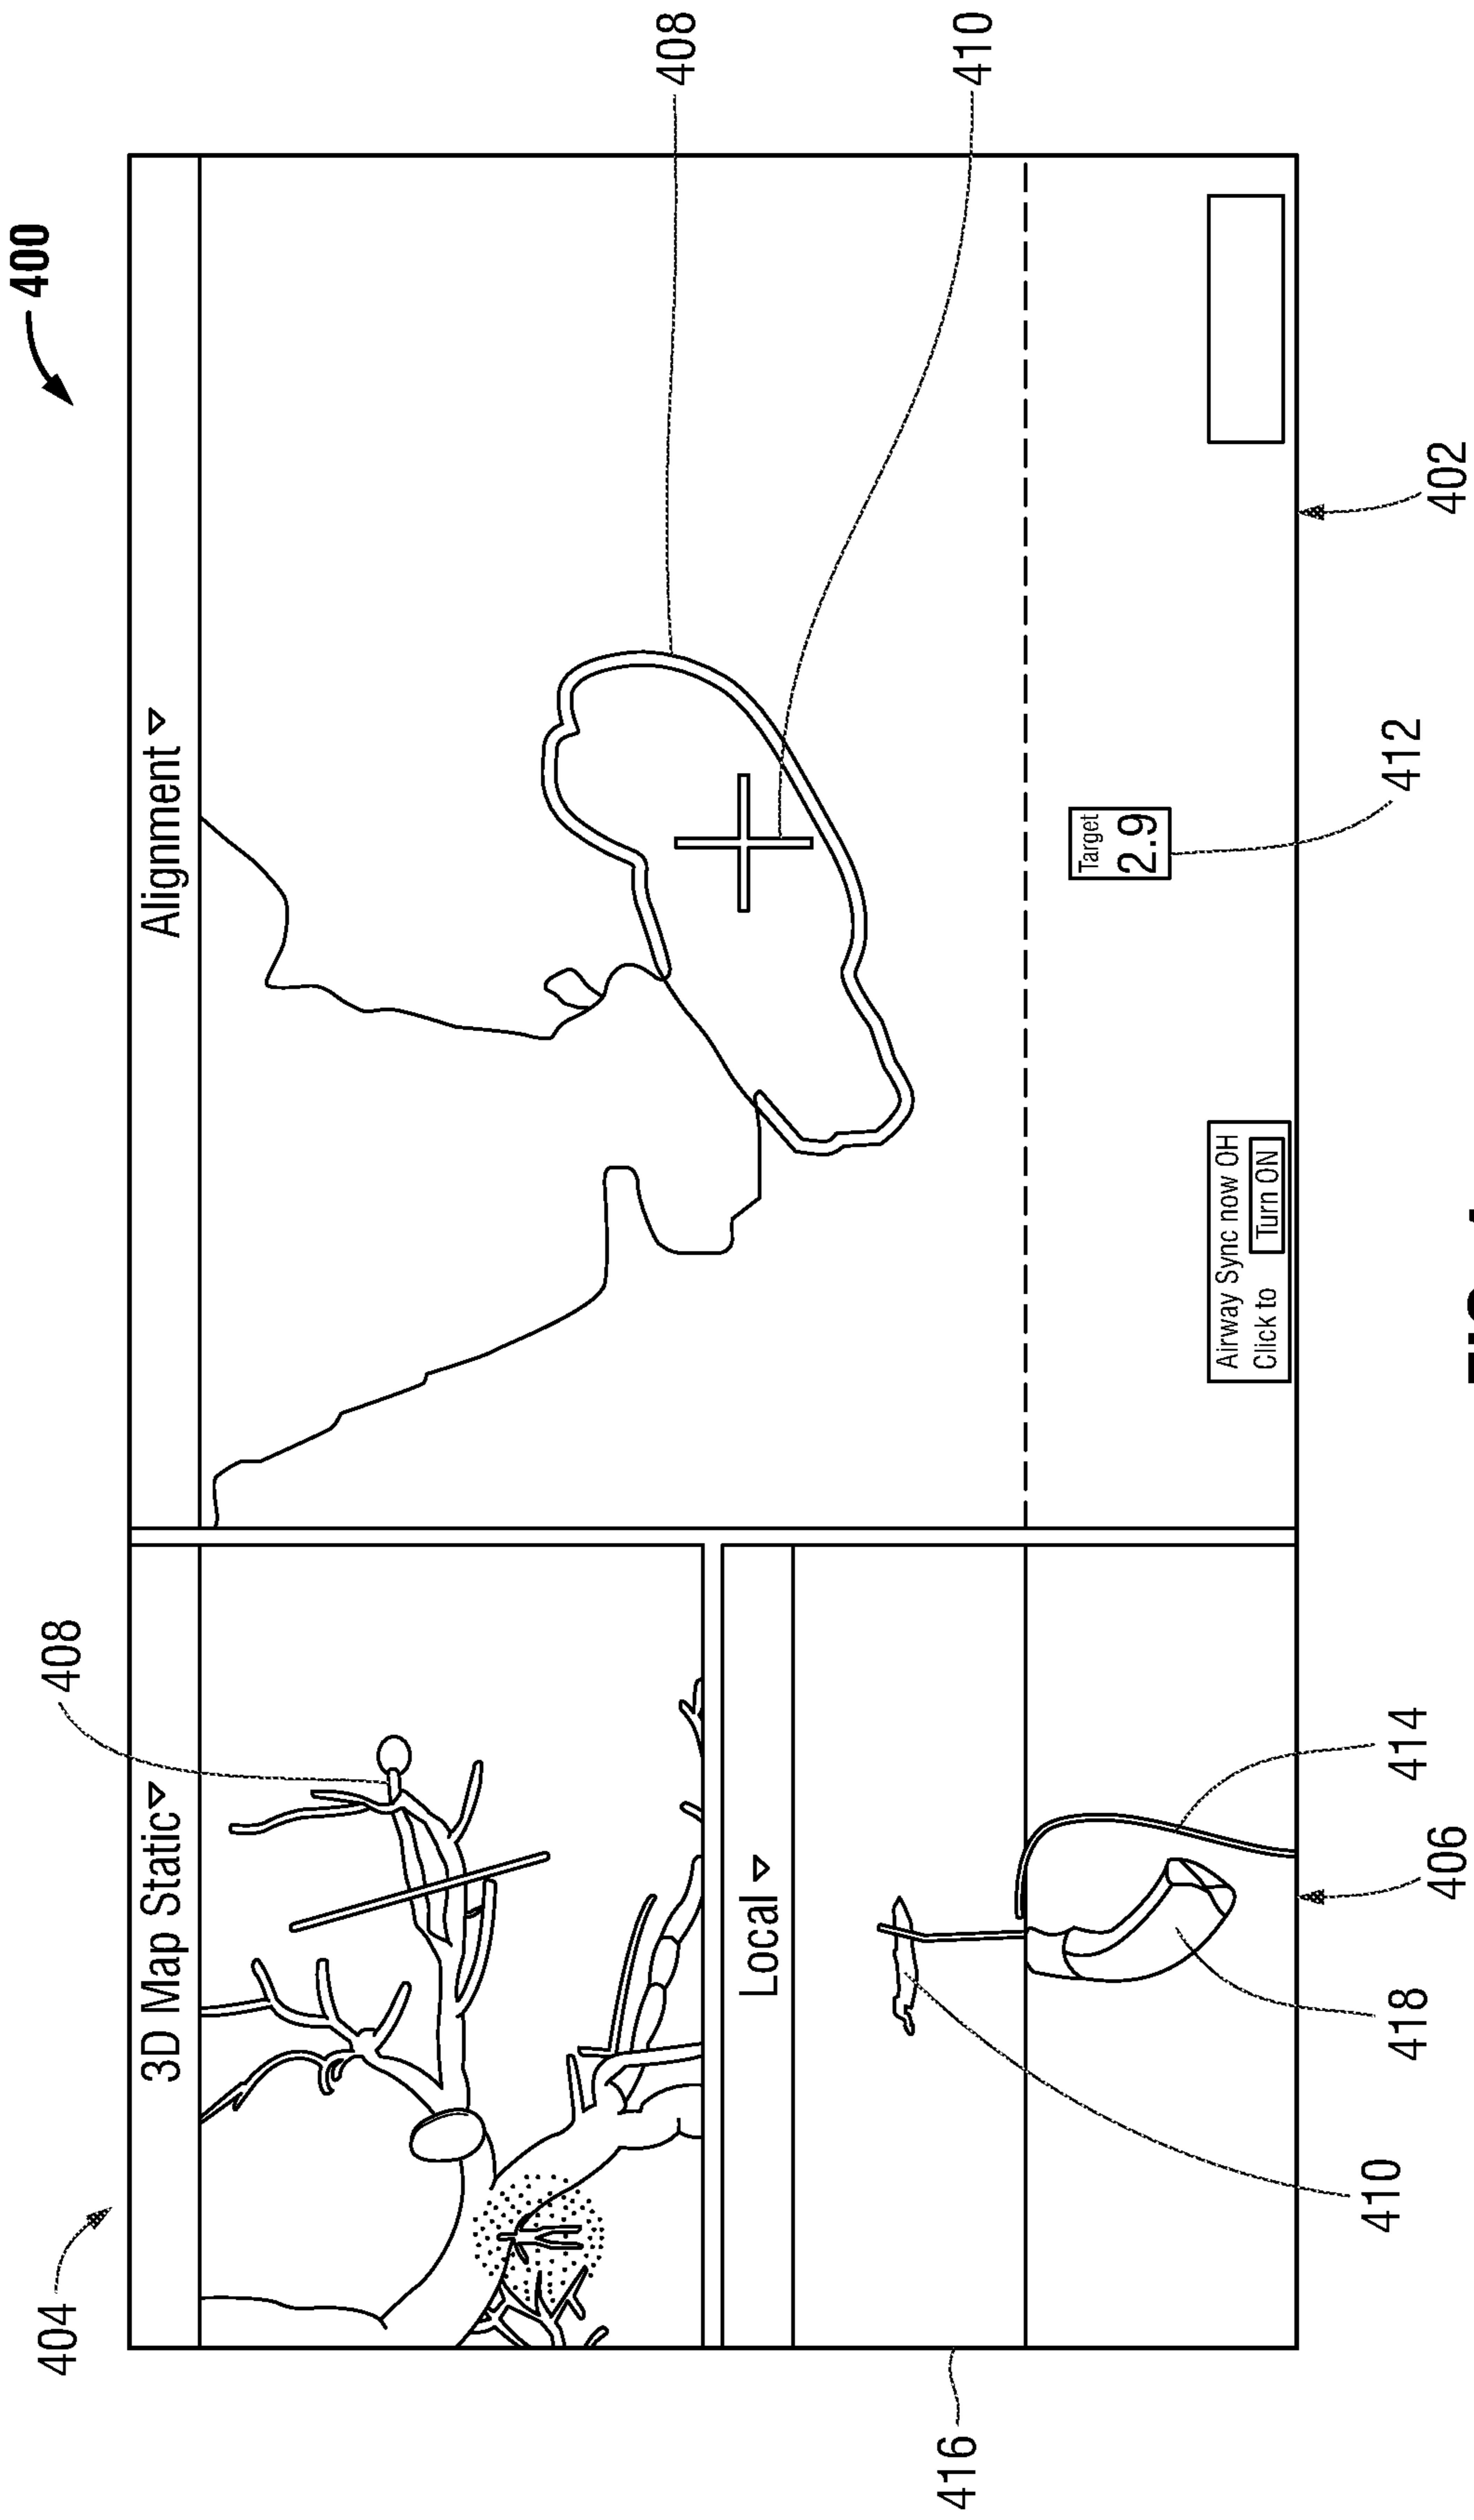 400
404
408
408
410
3D Map Static
Alignment
Local
Target
2.9
Airway Sync now OH
Click to
Turn ON
416
410
418
406
414
412
402